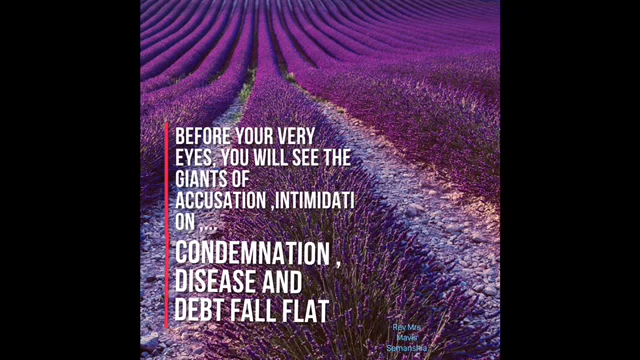 BEFORE YOUR VERY
EYES, YOU WILL SEE THE
GIANTS OF
ACCUSATION ,INTIMIDATI
ON ,...
CONDEMNATION ,
DISEASE AND
DEBT FALL FLAT
Rev Mrs